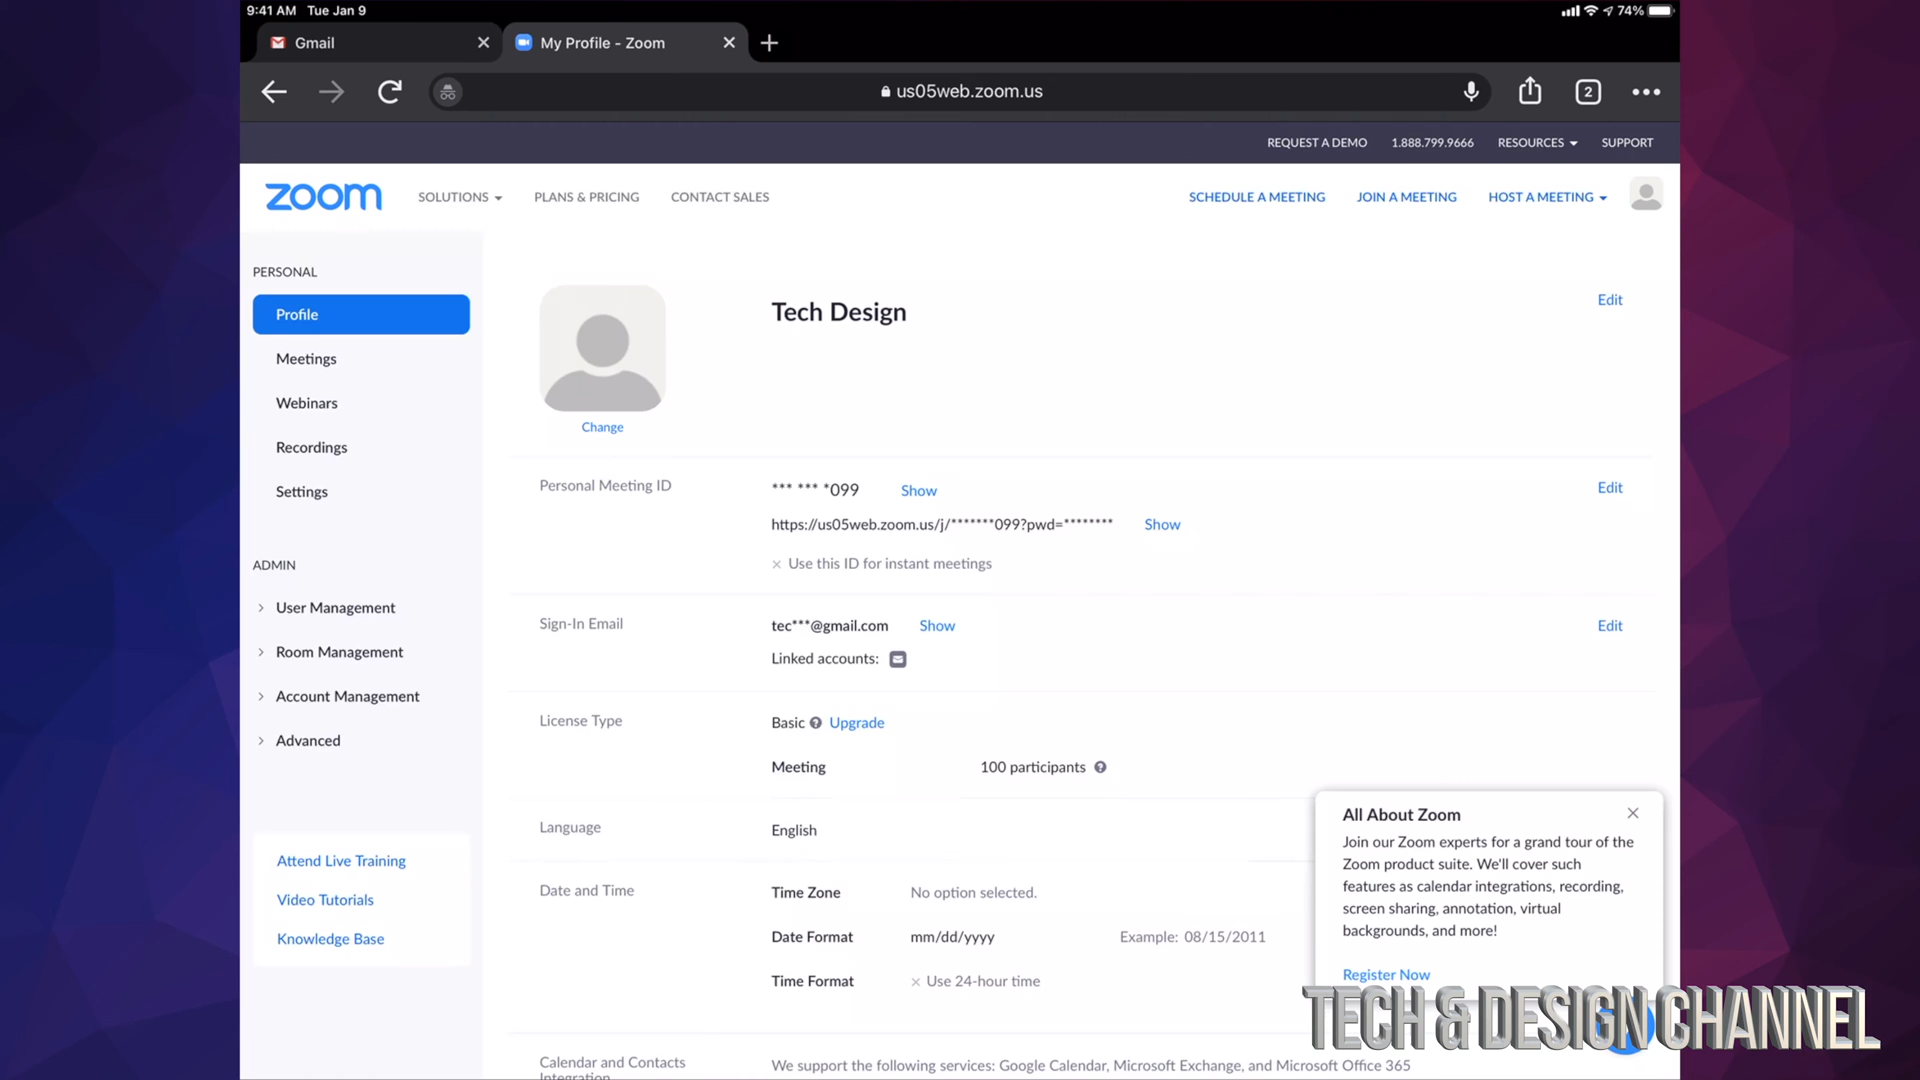 9:41 AM Tue Jan 9
74%
Gmail
My Profile - Zoom
us05web.zoom.us
2
REQUEST A DEMO
1.888.799.9666
RESOURCES
SUPPORT
zoom
SOLUTIONS
PLANS & PRICING
CONTACT SALES
SCHEDULE A MEETING
JOIN A MEETING
HOST A MEETING
PERSONAL
Profile
Meetings
Webinars
Recordings
Settings
ADMIN
User Management
Room Management
Account Management
Advanced
Attend Live Training
Video Tutorials
Knowledge Base
Tech Design
Edit
Change
Personal Meeting ID
*** *** *099 Show
Edit
https://us05web.zoom.us/j/*******099?pwd=******** Show
Use this ID for instant meetings
Sign-In Email
tec***@gmail.com Show
Edit
Linked accounts:
License Type
Basic Upgrade
Meeting 100 participants
Language
English
Date and Time
Time Zone No option selected.
Date Format mm/dd/yyyy Example: 08/15/2011
Time Format Use 24-hour time
Calendar and Contacts
Integration
We support the following services: Google Calendar, Microsoft Exchange, and Microsoft Office 365
All About Zoom
Join our Zoom experts for a grand tour of the
Zoom product suite. We'll cover such
features as calendar integrations, recording,
screen sharing, annotation, virtual
backgrounds, and more!
Register Now
TECH & DESIGN CHANNEL